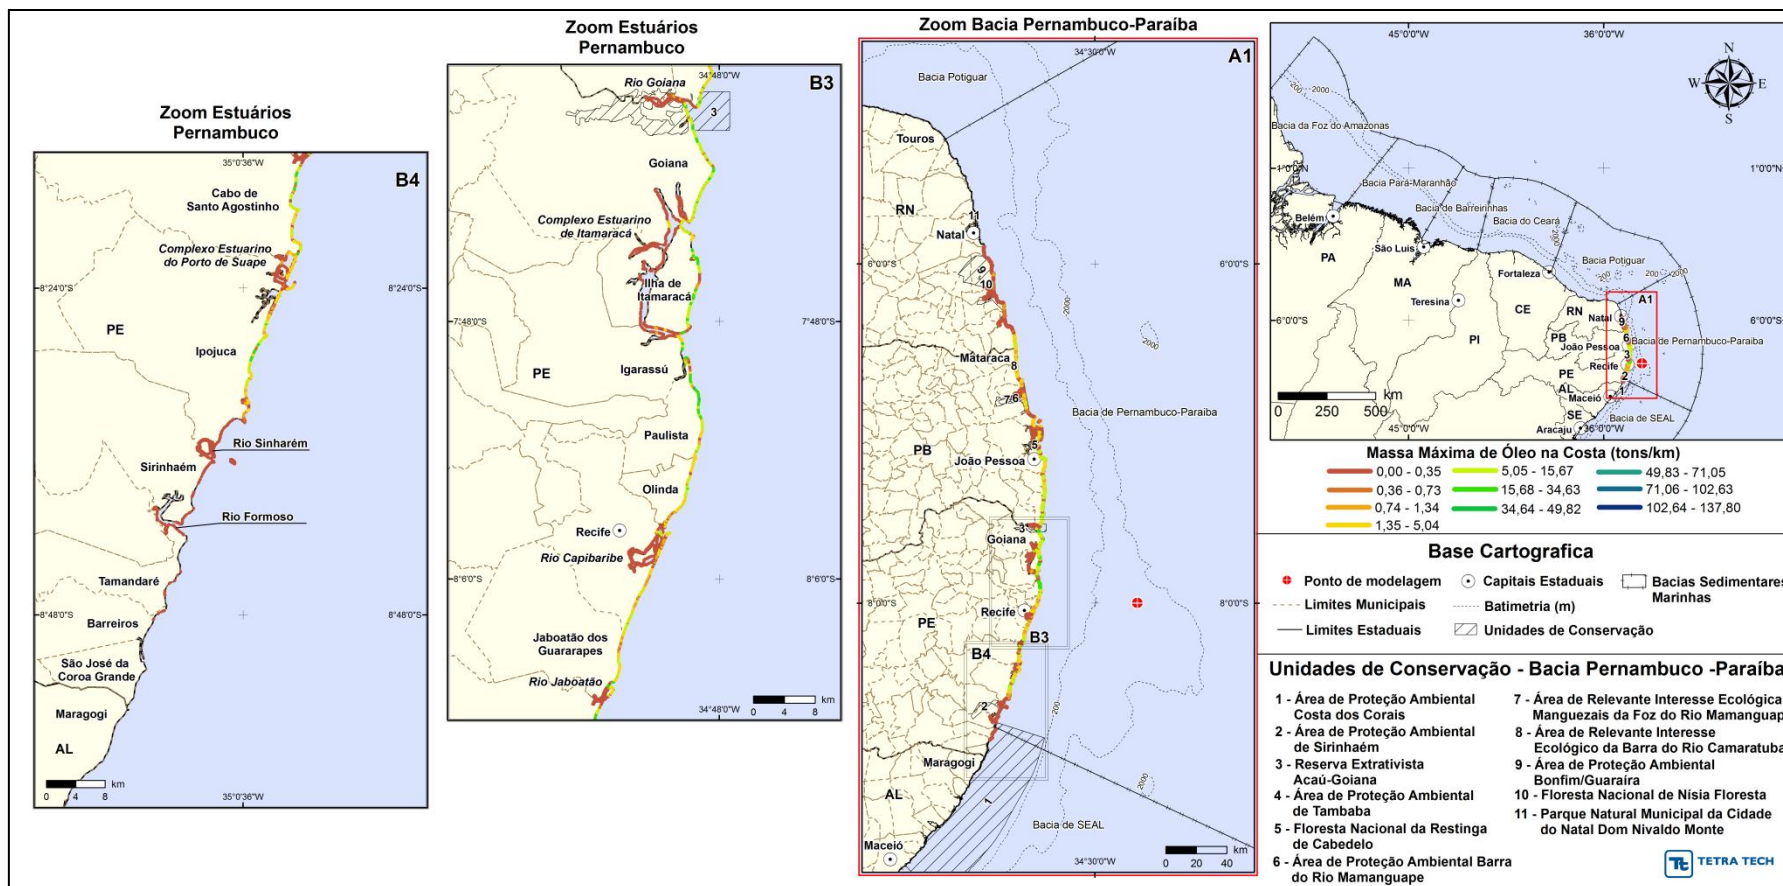 Zoom Estuários
Pernambuco
35°0'36"W
B4
Cabo de
Santo Agostinho
Complexo Estuarino
do Porto de Suape
8°24'0"S
8°24'0"S
PE
Ipojuca
Rio Sinharém
Sirinhaém
Rio Formoso
Tamandaré
8°48'0"S
8°48'0"S
Barreiros
São José da
Coroa Grande
Maragogi
AL
0 4 8 km
35°0'36"W
Zoom Estuários
Pernambuco
34°48'0"W
B3
Rio Goiana
3
Goiana
Complexo Estuarino
de Itamaracá
Ilha de
Itamaracá
7°48'0"S
Igarassú
PE
Paulista
Olinda
Recife
Rio Capibaribe
8°6'0"S
Jaboatão dos
Guararapes
Rio Jaboatão
0 4 8 km
34°48'0"W
Zoom Bacia Pernambuco-Paraíba
34°30'0"W
A1
Bacia Potiguar
Touros
RN
11
Natal
6°0'0"S
9
10
2000
2000
Mataraca
8
7 6
Bacia de Pernambuco-Paraiba
PB
5
João Pessoa
3
Goiana
Recife
8°0'0"S
PE
B3
B4
2
200
Maragogi
2000
1
AL
Bacia de SEAL
Maceió
0 20 40 km
34°30'0"W
45°0'0"W
36°0'0"W
N
W E
S
200
2000
Bacia da Foz do Amazonas
1°0'0"S
1°0'0"S
Bacia Pará-Maranhão
Bacia de Barreirinhas
Bacia do Ceará
Belém
São Luis
200
Bacia Potiguar
Fortaleza
200
2000
PA
MA
A1
Teresina
CE
RN
Natal
9
6°0'0"S
6°0'0"S
PI
PB
6
João Pessoa
Bacia de Pernambuco-Paraiba
3
Recife
PE
2
AL
Maceió
1
Bacia de SEAL
SE
Aracaju
0 250 500 km
45°0'0"W
36°0'0"W
Massa Máxima de Óleo na Costa (tons/km)
0,00 - 0,35
5,05 - 15,67
49,83 - 71,05
0,36 - 0,73
15,68 - 34,63
71,06 - 102,63
0,74 - 1,34
34,64 - 49,82
102,64 - 137,80
1,35 - 5,04
Base Cartografica
Ponto de modelagem
Capitais Estaduais
Bacias Sedimentares
Marinhas
Limites Municipais
Batimetria (m)
Limites Estaduais
Unidades de Conservação
Unidades de Conservação - Bacia Pernambuco -Paraíba
1 - Área de Proteção Ambiental
Costa dos Corais
2 - Área de Proteção Ambiental
de Sirinhaém
3 - Reserva Extrativista
Acaú-Goiana
4 - Área de Proteção Ambiental
de Tambaba
5 - Floresta Nacional da Restinga
de Cabedelo
6 - Área de Proteção Ambiental Barra
do Rio Mamanguape
7 - Área de Relevante Interesse Ecológica
Manguezais da Foz do Rio Mamanguap
8 - Área de Relevante Interesse
Ecológico da Barra do Rio Camaratuba
9 - Área de Proteção Ambiental
Bonfim/Guaraíra
10 - Floresta Nacional de Nísia Floresta
11 - Parque Natural Municipal da Cidade
do Natal Dom Nivaldo Monte
Tt TETRA TECH